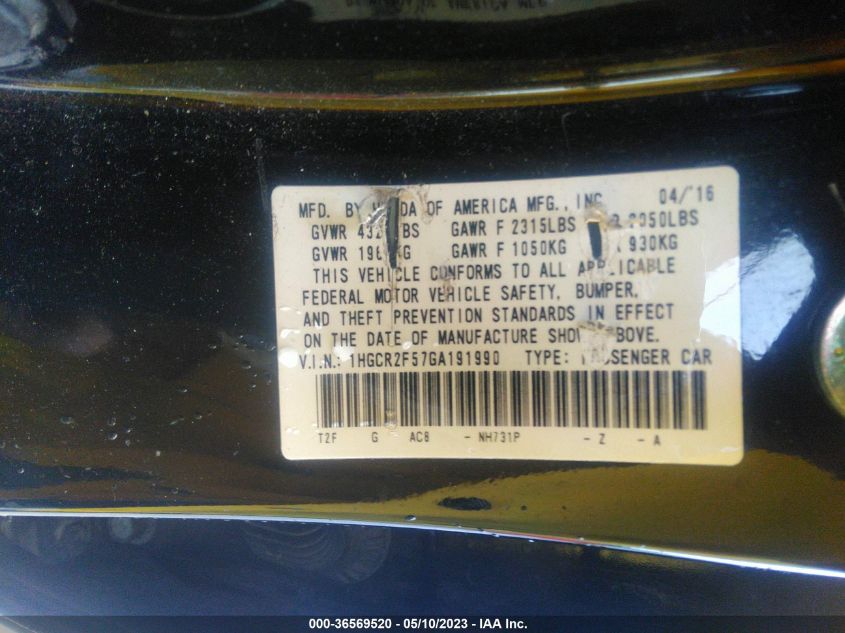 MFD. BY OF AMERICA MFG., INC. 04/'16
GVWR GAWR F 2315LBS 2050LBS
GVWR GAWR F 1050KG 930KG
THIS VEHICLE CONFORMS TO ALL APPLICABLE
FEDERAL MOTOR VEHICLE SAFETY, BUMPER,
AND THEFT PREVENTION STANDARDS IN EFFECT
ON THE DATE OF MANUFACTURE ABOVE.
V.I.N.: 1HGCR2F57GA191990 TYPE: PASSENGER CAR
T2F G AC8 - NH731P - Z - A
000-36569520 - 05/10/2023 - IAA Inc.